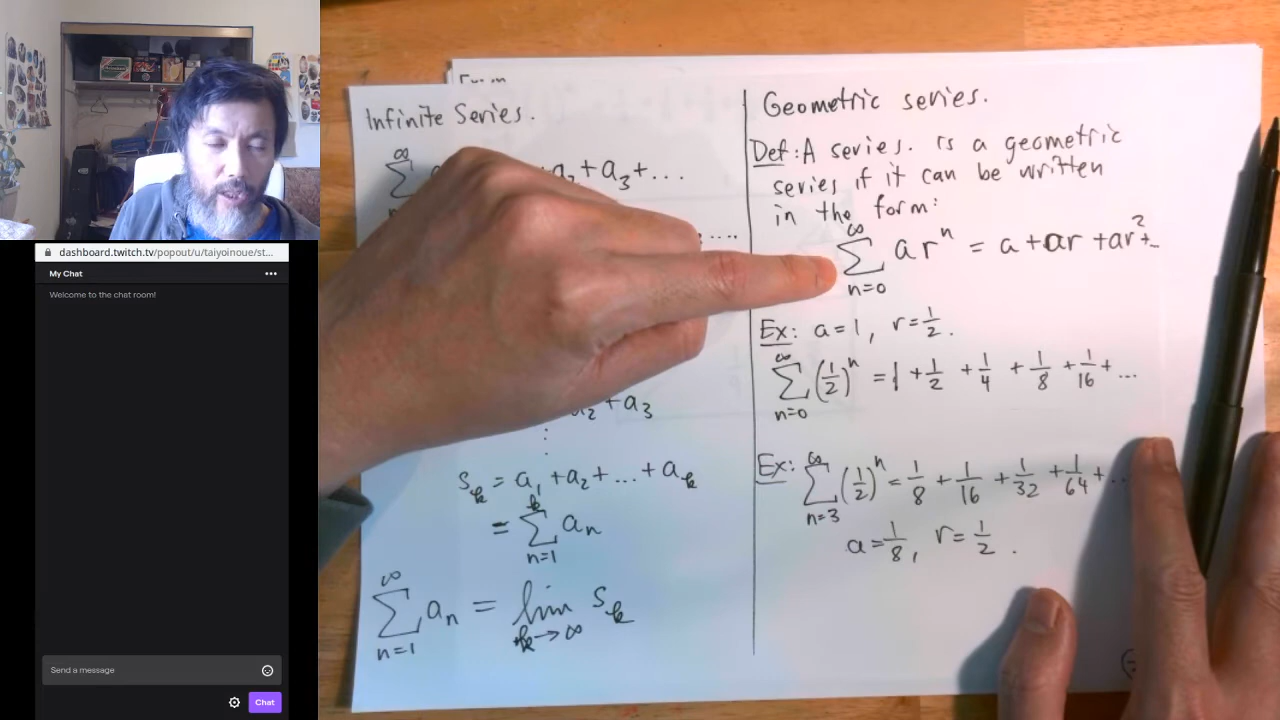 dashboard.twitch.tv/popout/u/taiyoinoue/st...
My Chat
Welcome to the chat room!
Send a message
Chat
Infinite Series.
∞
∑ a₂ + a₃ + ...
.....
a₂ + a₃
⋮
sₖ = a₁ + a₂ + ... + aₖ
k
= ∑ aₙ
n=1
∞
∑ aₙ = lim sₖ
n=1 k→∞
Geometric series.
Def: A series. is a geometric
series if it can be written
in the form:
∞
∑ arⁿ = a + ar + ar² + ...
n=0
Ex: a=1, r=1/2.
∞
∑ (1/2)ⁿ = 1 + 1/2 + 1/4 + 1/8 + 1/16 + ...
n=0
Ex: ∞
∑ (1/2)ⁿ = 1/8 + 1/16 + 1/32 + 1/64 + ...
n=3
a=1/8, r=1/2.